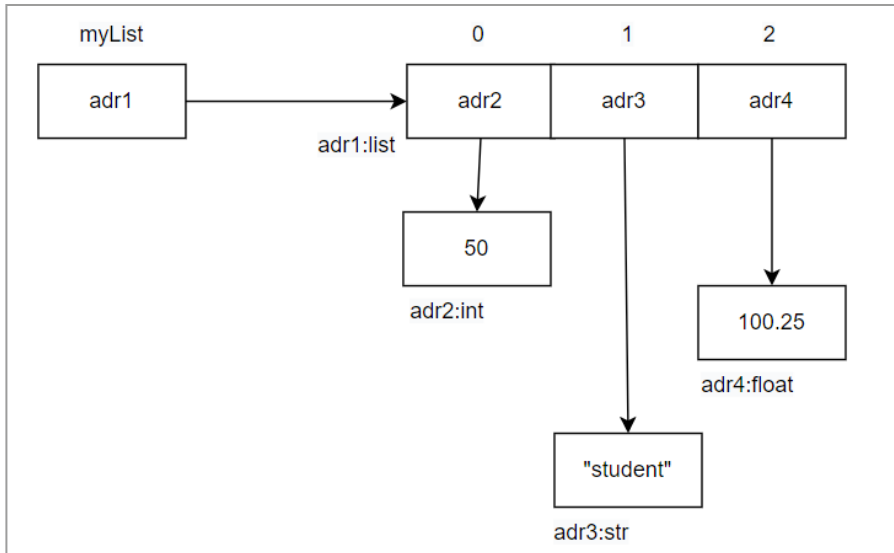 myList 0 1 2
adr1 adr2 adr3 adr4
adr1:list
50
adr2:int
100.25
adr4:float
"student"
adr3:str